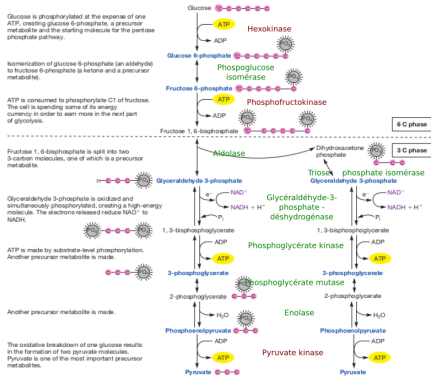 Glucose
Glucose is phosphorylated at the expense of one
ATP, creating glucose 6-phosphate, a precursor
metabolite and the starting molecule for the pentose
phosphate pathway.
ATP
Hexokinase
ADP
Glucose 6-phosphate
Isomerization of glucose 6-phosphate (an aldehyde)
to fructose 6-phosphate (a ketone and a precursor
metabolite).
Phospoglucose
isomérase
Fructose 6-phosphate
ATP is consumed to phosphorylate C1 of fructose.
The cell is spending some of its energy
currency in order to earn more in the next part
of glycolysis.
ATP
Phosphofructokinase
ADP
Fructose 1, 6-bisphosphate
6 C phase
3 C phase
Fructose 1, 6-bisphosphate is split into two
3-carbon molecules, one of which is a precursor
metabolite.
Aldolase
Dihydroxyacetone
phosphate
Triose phosphate isomérase
Glyceraldehyde 3-phosphate
Glyceraldehyde 3-phosphate
Glyceraldehyde 3-phosphate is oxidized and
simultaneously phosphorylated, creating a high-energy
molecule. The electrons released reduce NAD+ to
NADH.
e−
NAD+
NADH + H+
Pi
Glycéraldéhyde-3-
phosphate -
déshydrogénase
e−
NAD+
NADH + H+
Pi
1, 3-bisphosphoglycerate
1, 3-bisphosphoglycerate
ATP is made by substrate-level phosphorylation.
Another precursor metabolite is made.
ADP
ATP
Phosphoglycérate kinase
ADP
ATP
3-phosphoglycerate
3-phosphoglycerate
Phosphoglycérate mutase
2-phosphoglycerate
2-phosphoglycerate
Another precursor metabolite is made.
H2O
Enolase
H2O
Phosphoenolpyruvate
Phosphoenolpyruvate
The oxidative breakdown of one glucose results
in the formation of two pyruvate molecules.
Pyruvate is one of the most important precursor
metabolites.
ADP
ATP
Pyruvate kinase
ADP
ATP
Pyruvate
Pyruvate